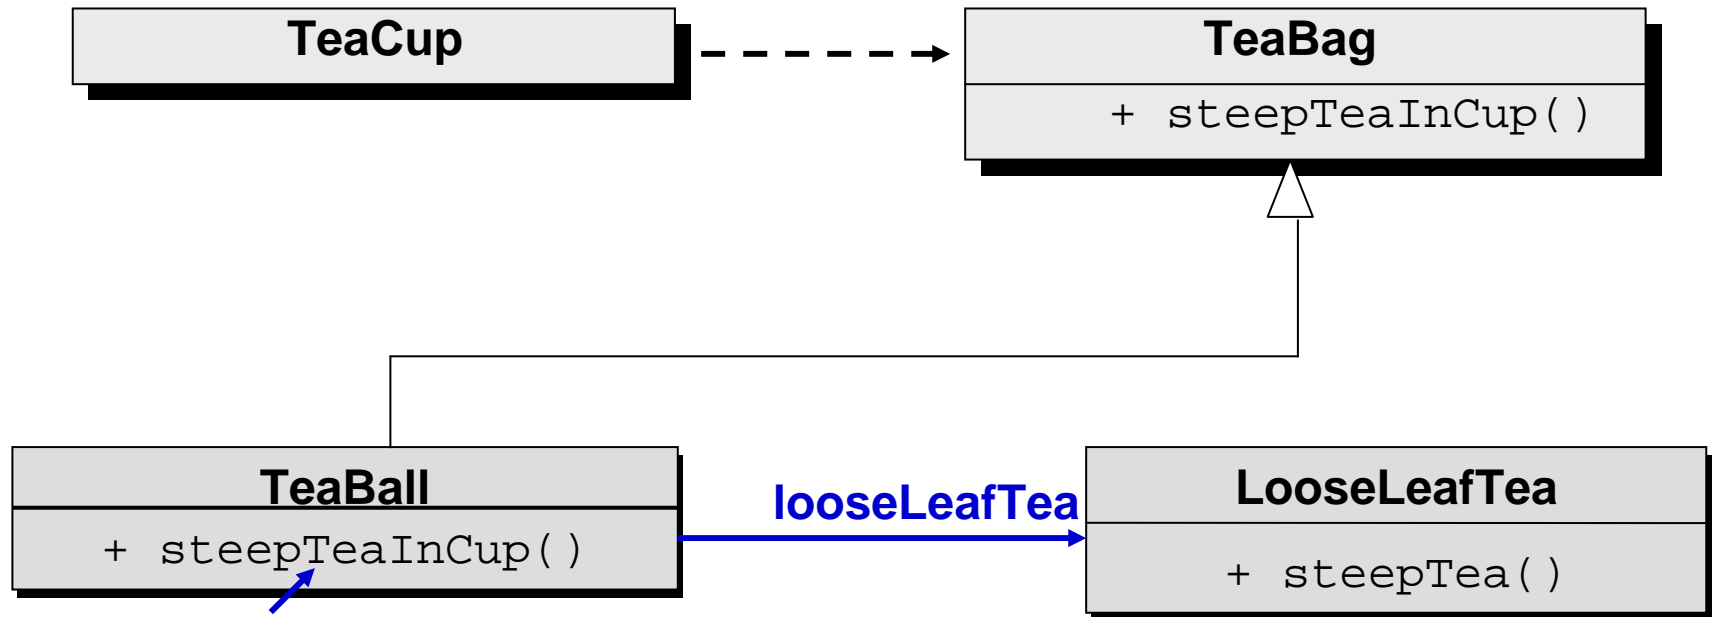 TeaCup
TeaBag
+ steepTeaInCup()
TeaBall
looseLeafTea
LooseLeafTea
+ steepTeaInCup()
+ steepTea()